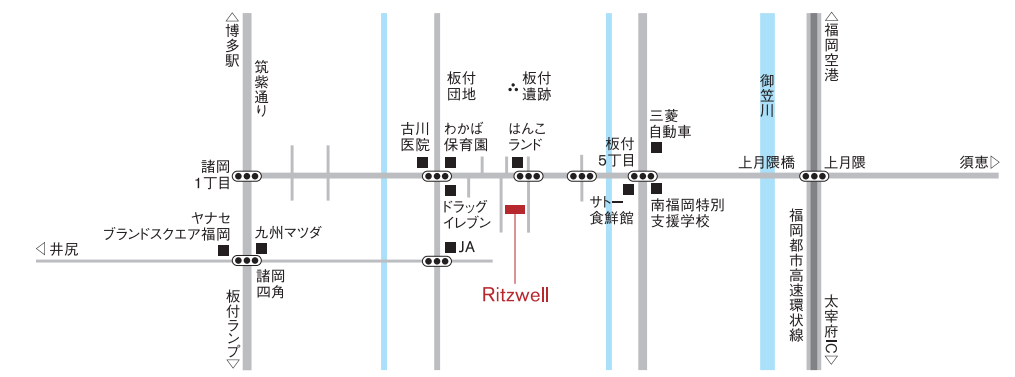 △
博多駅
筑紫通り
板付
団地
板付
遺跡
御笠川
△
福岡空港
古川
医院
わかば
保育園
はんこ
ランド
板付
5丁目
三菱
自動車
諸岡
1丁目
上月隈橋
上月隈
須恵▷
ドラッグ
イレブン
サトー
食鮮館
南福岡特別
支援学校
ヤナセ
ブランドスクエア福岡
九州マツダ
◁井尻
JA
諸岡
四角
Ritzwell
板付ランプ
▽
福岡都市高速環状線
太宰府IC
▽